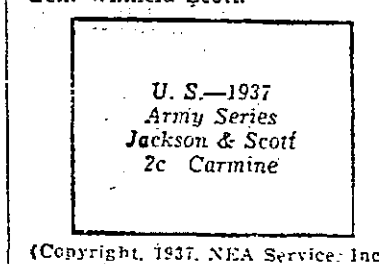 U. S.—1937
Army Series
Jackson & Scott
2c Carmine
(Copyright, 1937, NEA Service, Inc